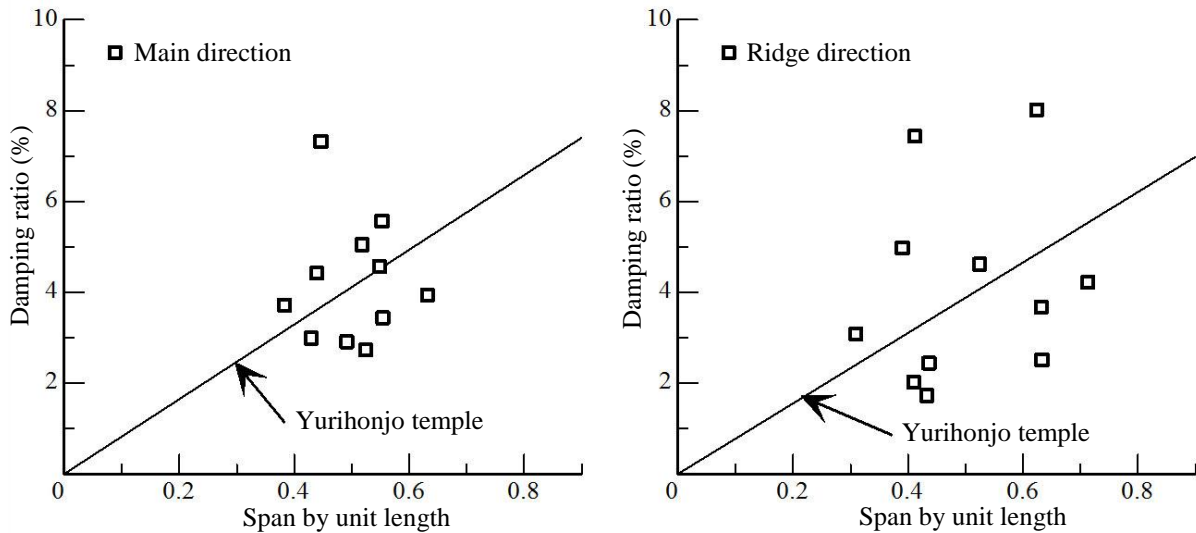 10
8
6
4
2
0
0.2
0.4
0.6
0.8
Damping ratio (%)
Main direction
Yurihonjo temple
Span by unit length
10
8
6
4
2
0
0.2
0.4
0.6
0.8
Damping ratio (%)
Ridge direction
Yurihonjo temple
Span by unit length